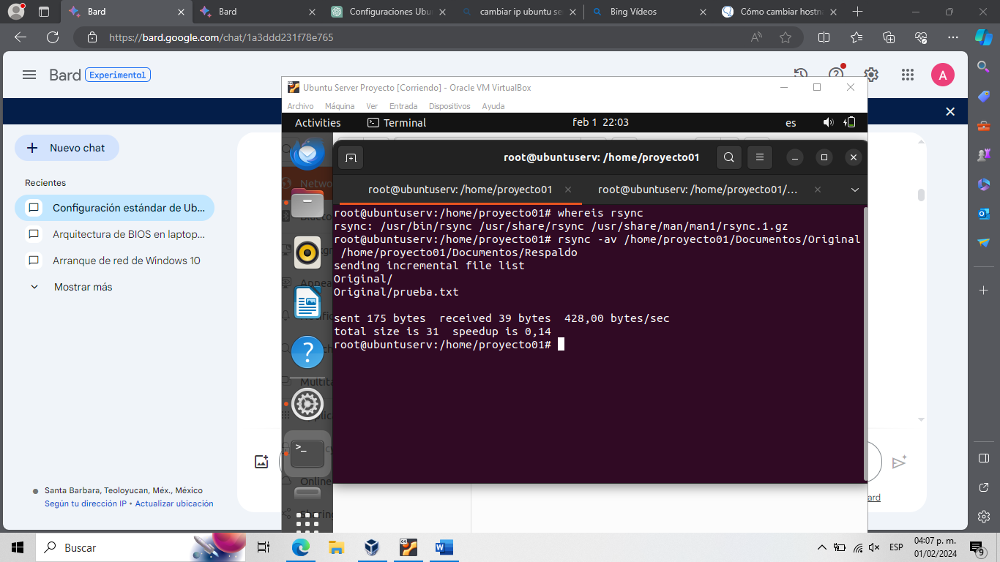 Bard
Bard
Configuraciones Ubu
cambiar ip ubuntu se
Bing Vídeos
Cómo cambiar hostn
https://bard.google.com/chat/1a3ddd231f78e765
Bard Experimental
A
Nuevo chat
Recientes
Configuración estándar de Ub...
Arquitectura de BIOS en laptop...
Arranque de red de Windows 10
Mostrar más
Santa Barbara, Teoloyucan, Méx., México
Según tu dirección IP • Actualizar ubicación
Ubuntu Server Proyecto [Corriendo] - Oracle VM VirtualBox
Archivo Máquina Ver Entrada Dispositivos Ayuda
Activities Terminal feb 1 22:03 es
root@ubuntuserv: /home/proyecto01
root@ubuntuserv: /home/proyecto01
root@ubuntuserv: /home/proyecto01/...
root@ubuntuserv:/home/proyecto01# whereis rsync
rsync: /usr/bin/rsync /usr/share/rsync /usr/share/man/man1/rsync.1.gz
root@ubuntuserv:/home/proyecto01# rsync -av /home/proyecto01/Documentos/Original
/home/proyecto01/Documentos/Respaldo
sending incremental file list
Original/
Original/prueba.txt
sent 175 bytes  received 39 bytes  428,00 bytes/sec
total size is 31  speedup is 0,14
root@ubuntuserv:/home/proyecto01#
Netwo
Appea
Multita
Online
Sharing
ard
Buscar
ESP
04:07 p. m.
01/02/2024
9